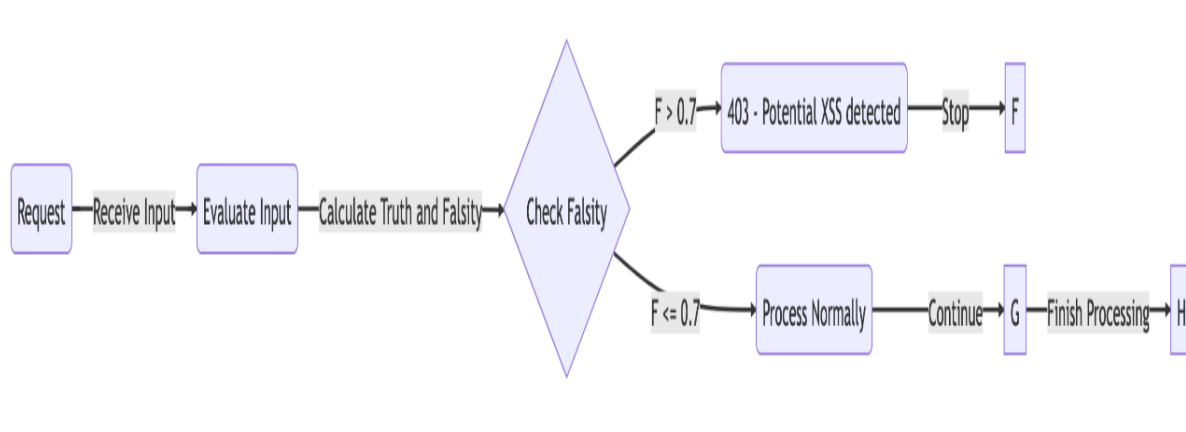 Request
Receive Input
Evaluate Input
Calculate Truth and Falsity
Check Falsity
F > 0.7
403 - Potential XSS detected
Stop
F
F <= 0.7
Process Normally
Continue
G
Finish Processing
H